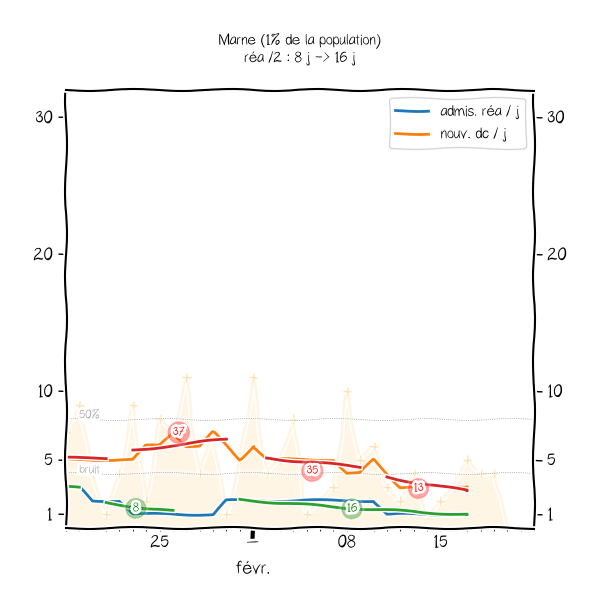 Marne (1% de la population)
réa /2 : 8 j -> 16 j
admis. réa / j
nouv. dc / j
30 30
20 20
10 10
50%
37
5 5
bruit
35
13
8
16
1 1
25 1 08 15
févr.